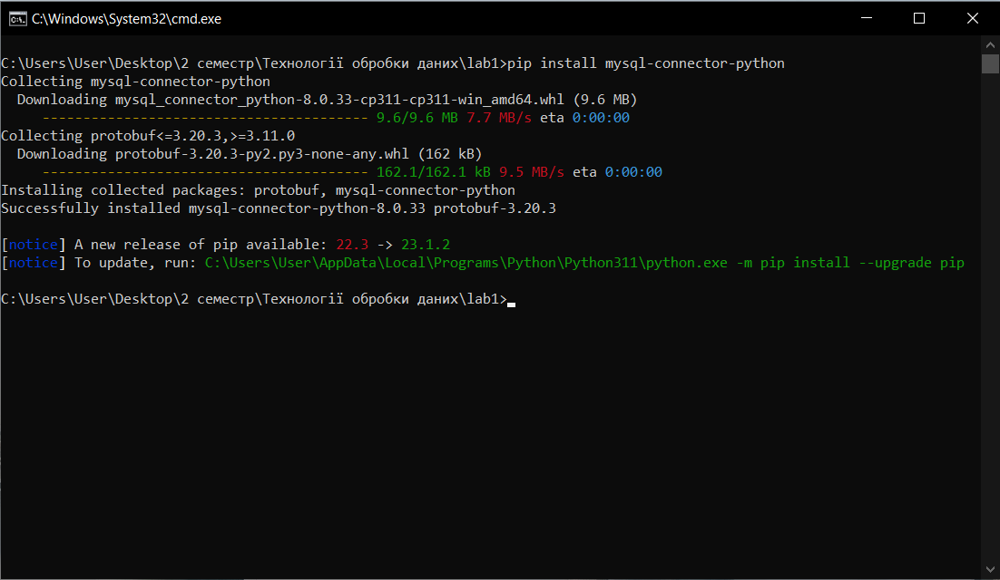 C:\Windows\System32\cmd.exe
C:\Users\User\Desktop\2 семестр\Технології обробки даних\lab1>pip install mysql-connector-python
Collecting mysql-connector-python
  Downloading mysql_connector_python-8.0.33-cp311-cp311-win_amd64.whl (9.6 MB)
     ---------------------------------------- 9.6/9.6 MB 7.7 MB/s eta 0:00:00
Collecting protobuf<=3.20.3,>=3.11.0
  Downloading protobuf-3.20.3-py2.py3-none-any.whl (162 kB)
     ---------------------------------------- 162.1/162.1 kB 9.5 MB/s eta 0:00:00
Installing collected packages: protobuf, mysql-connector-python
Successfully installed mysql-connector-python-8.0.33 protobuf-3.20.3
[notice] A new release of pip available: 22.3 -> 23.1.2
[notice] To update, run: C:\Users\User\AppData\Local\Programs\Python\Python311\python.exe -m pip install --upgrade pip
C:\Users\User\Desktop\2 семестр\Технології обробки даних\lab1>